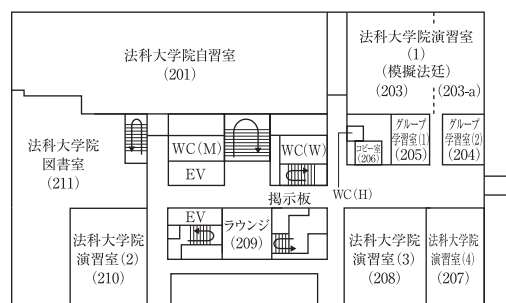 法科大学院自習室
(201)
法科大学院演習室
(1)
(模擬法廷)
(203)
(203-a)
法科大学院
図書室
(211)
WC(M)
EV
WC(W)
コピー室
(206)
グループ
学習室(1)
(205)
グループ
学習室(2)
(204)
掲示板
WC(H)
EV
ラウンジ
(209)
法科大学院
演習室(2)
(210)
法科大学院
演習室(3)
(208)
法科大学院
演習室(4)
(207)